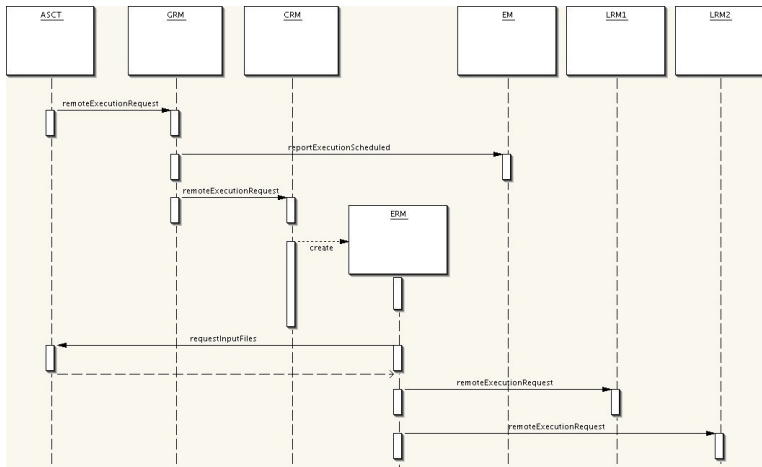 ASCT
GRM
CRM
EM
LRM1
LRM2
remoteExecutionRequest
reportExecutionScheduled
remoteExecutionRequest
ERM
create
requestInputFiles
remoteExecutionRequest
remoteExecutionRequest